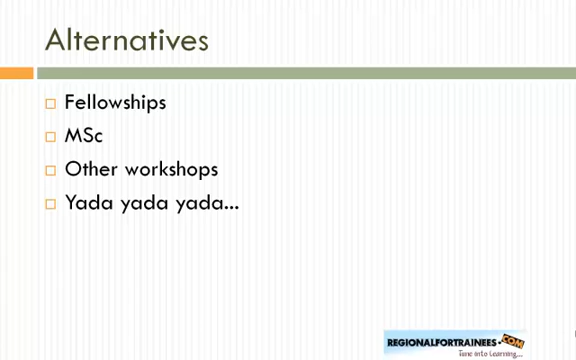 Alternatives
Fellowships
MSc
Other workshops
Yada yada yada...
REGIONALFORTRAINEES.COM
Tune into Learning...